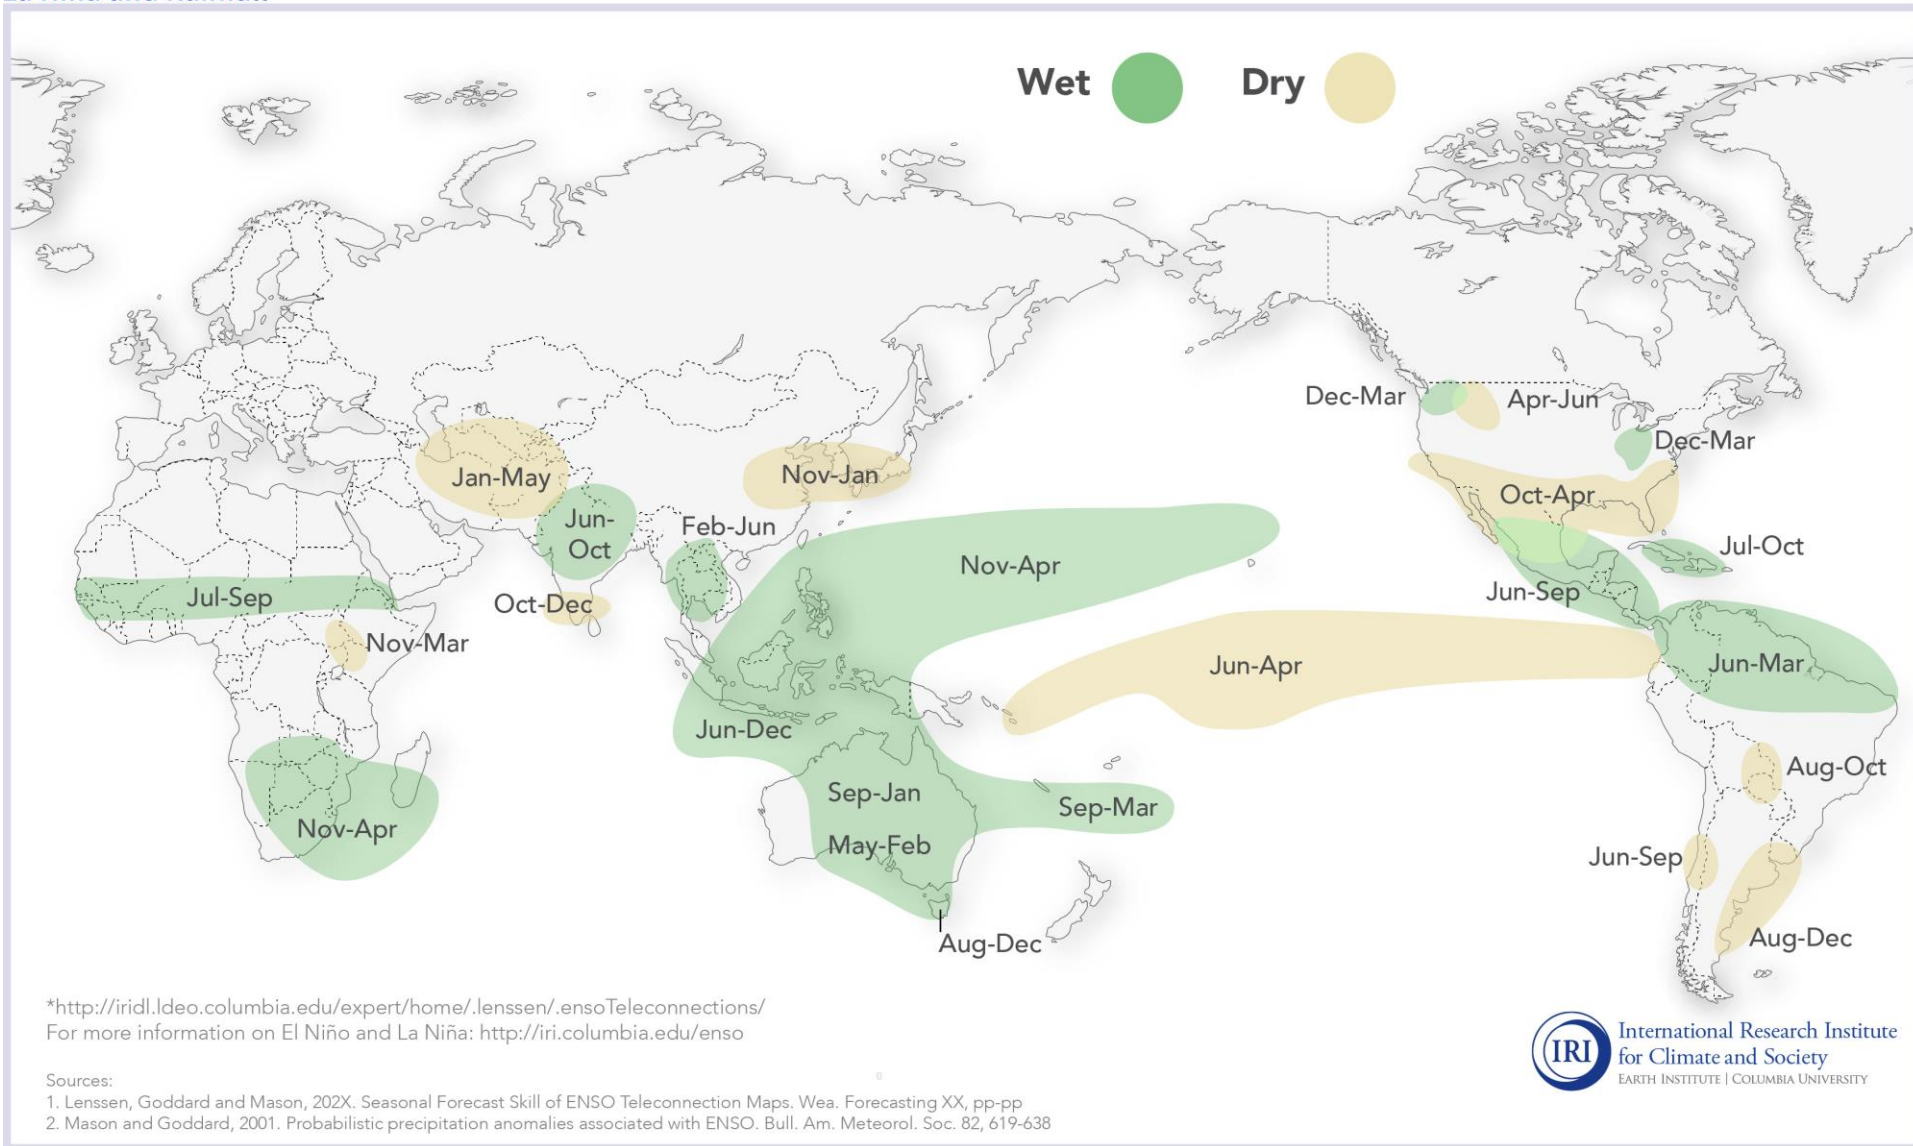 Wet
Dry
Dec-Mar
Apr-Jun
Dec-Mar
Jan-May
Nov-Jan
Oct-Apr
Jun-
Oct
Feb-Jun
Jul-Oct
Nov-Apr
Jul-Sep
Oct-Dec
Jun-Sep
Nov-Mar
Jun-Apr
Jun-Mar
Jun-Dec
Aug-Oct
Sep-Jan
Sep-Mar
Nov-Apr
May-Feb
Jun-Sep
Aug-Dec
Aug-Dec
*http://iridl.ldeo.columbia.edu/expert/home/.lenssen/.ensoTeleconnections/
For more information on El Niño and La Niña: http://iri.columbia.edu/enso
IRI
International Research Institute
for Climate and Society
EARTH INSTITUTE | COLUMBIA UNIVERSITY
Sources:
1. Lenssen, Goddard and Mason, 202X. Seasonal Forecast Skill of ENSO Teleconnection Maps. Wea. Forecasting XX, pp-pp
2. Mason and Goddard, 2001. Probabilistic precipitation anomalies associated with ENSO. Bull. Am. Meteorol. Soc. 82, 619-638